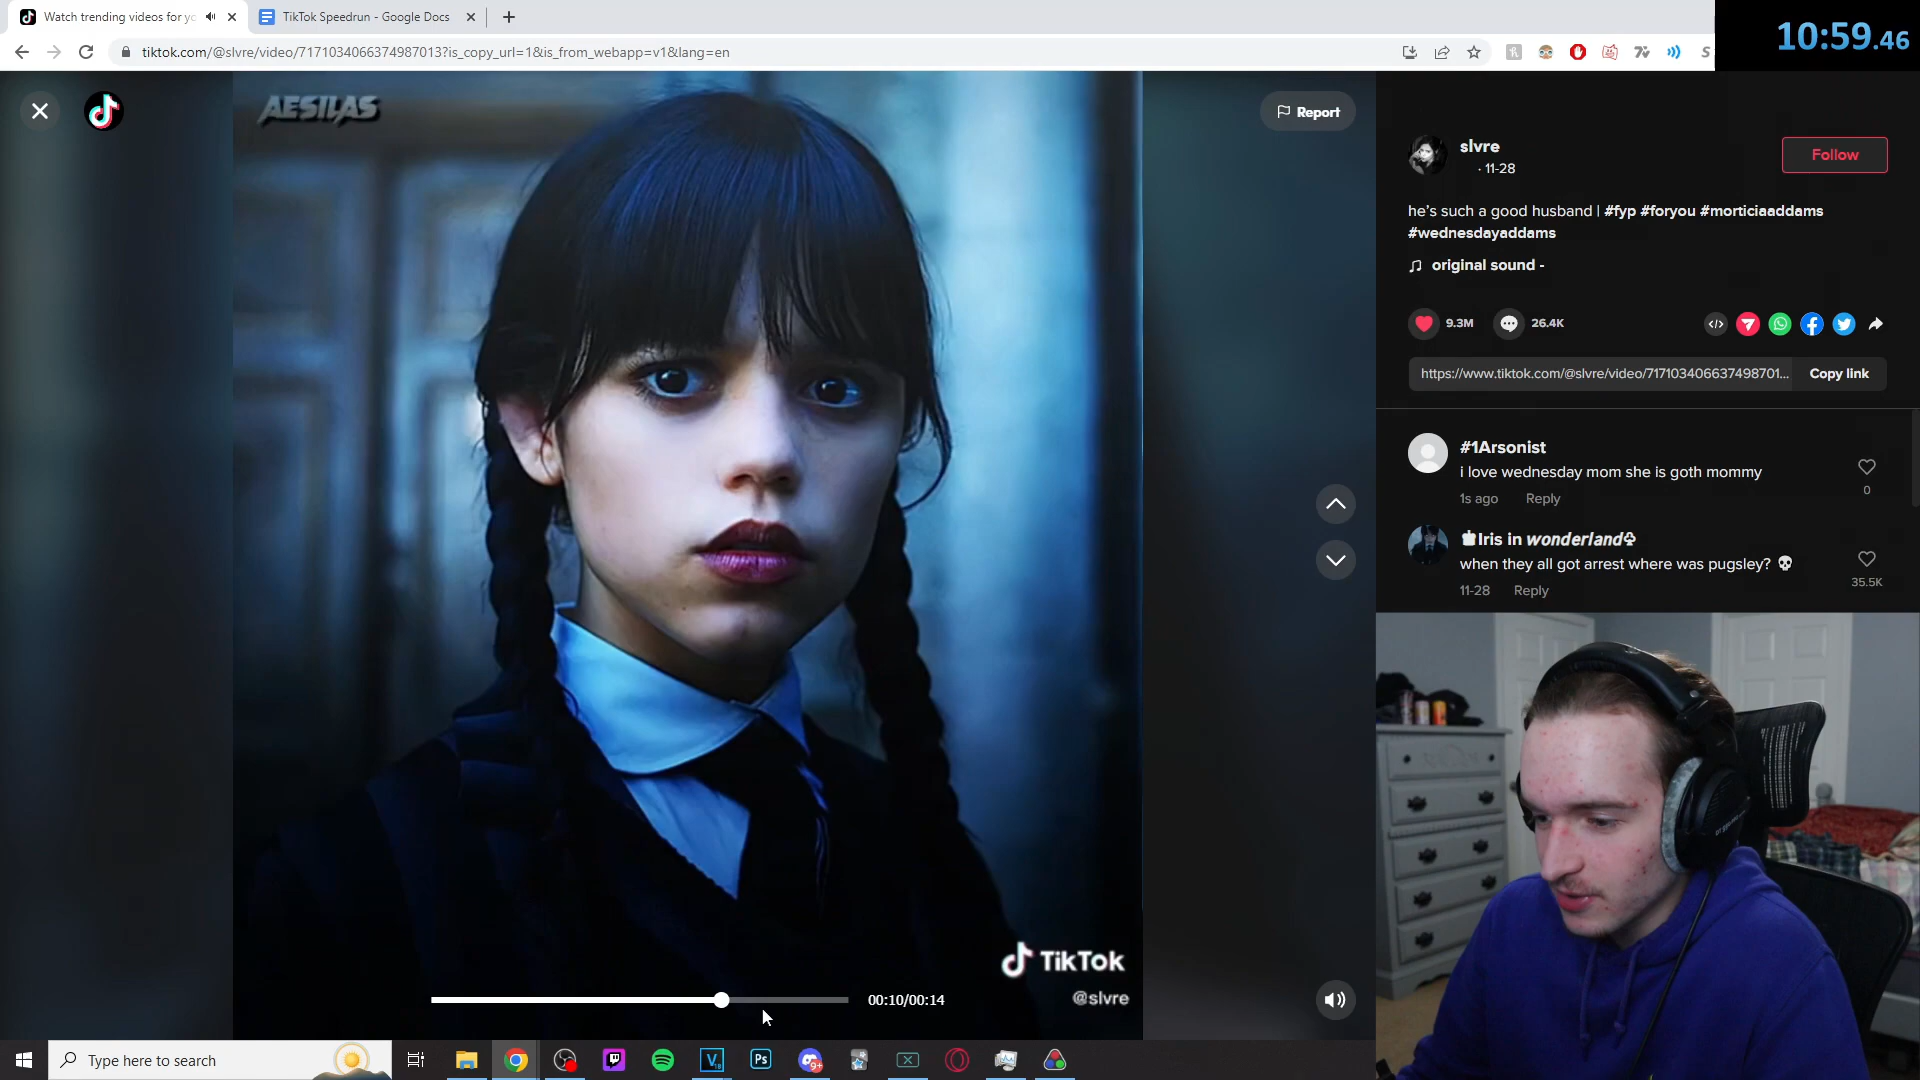 Watch trending videos for yo
TikTok Speedrun - Google Docs
10:59.46
tiktok.com/@slvre/video/7171034066374987013?is_copy_url=1&is_from_webapp=v1&lang=en
AESILAS
Report
slvre
· 11-28
Follow
he's such a good husband | #fyp #foryou #morticiaaddams
#wednesdayaddams
original sound -
9.3M
26.4K
https://www.tiktok.com/@slvre/video/717103406637498701...
Copy link
#1Arsonist
i love wednesday mom she is goth mommy
1s ago
Reply
0
Iris in wonderland
when they all got arrest where was pugsley? 💀
11-28
Reply
35.5K
TikTok
@slvre
00:10/00:14
Type here to search
Ps
9+